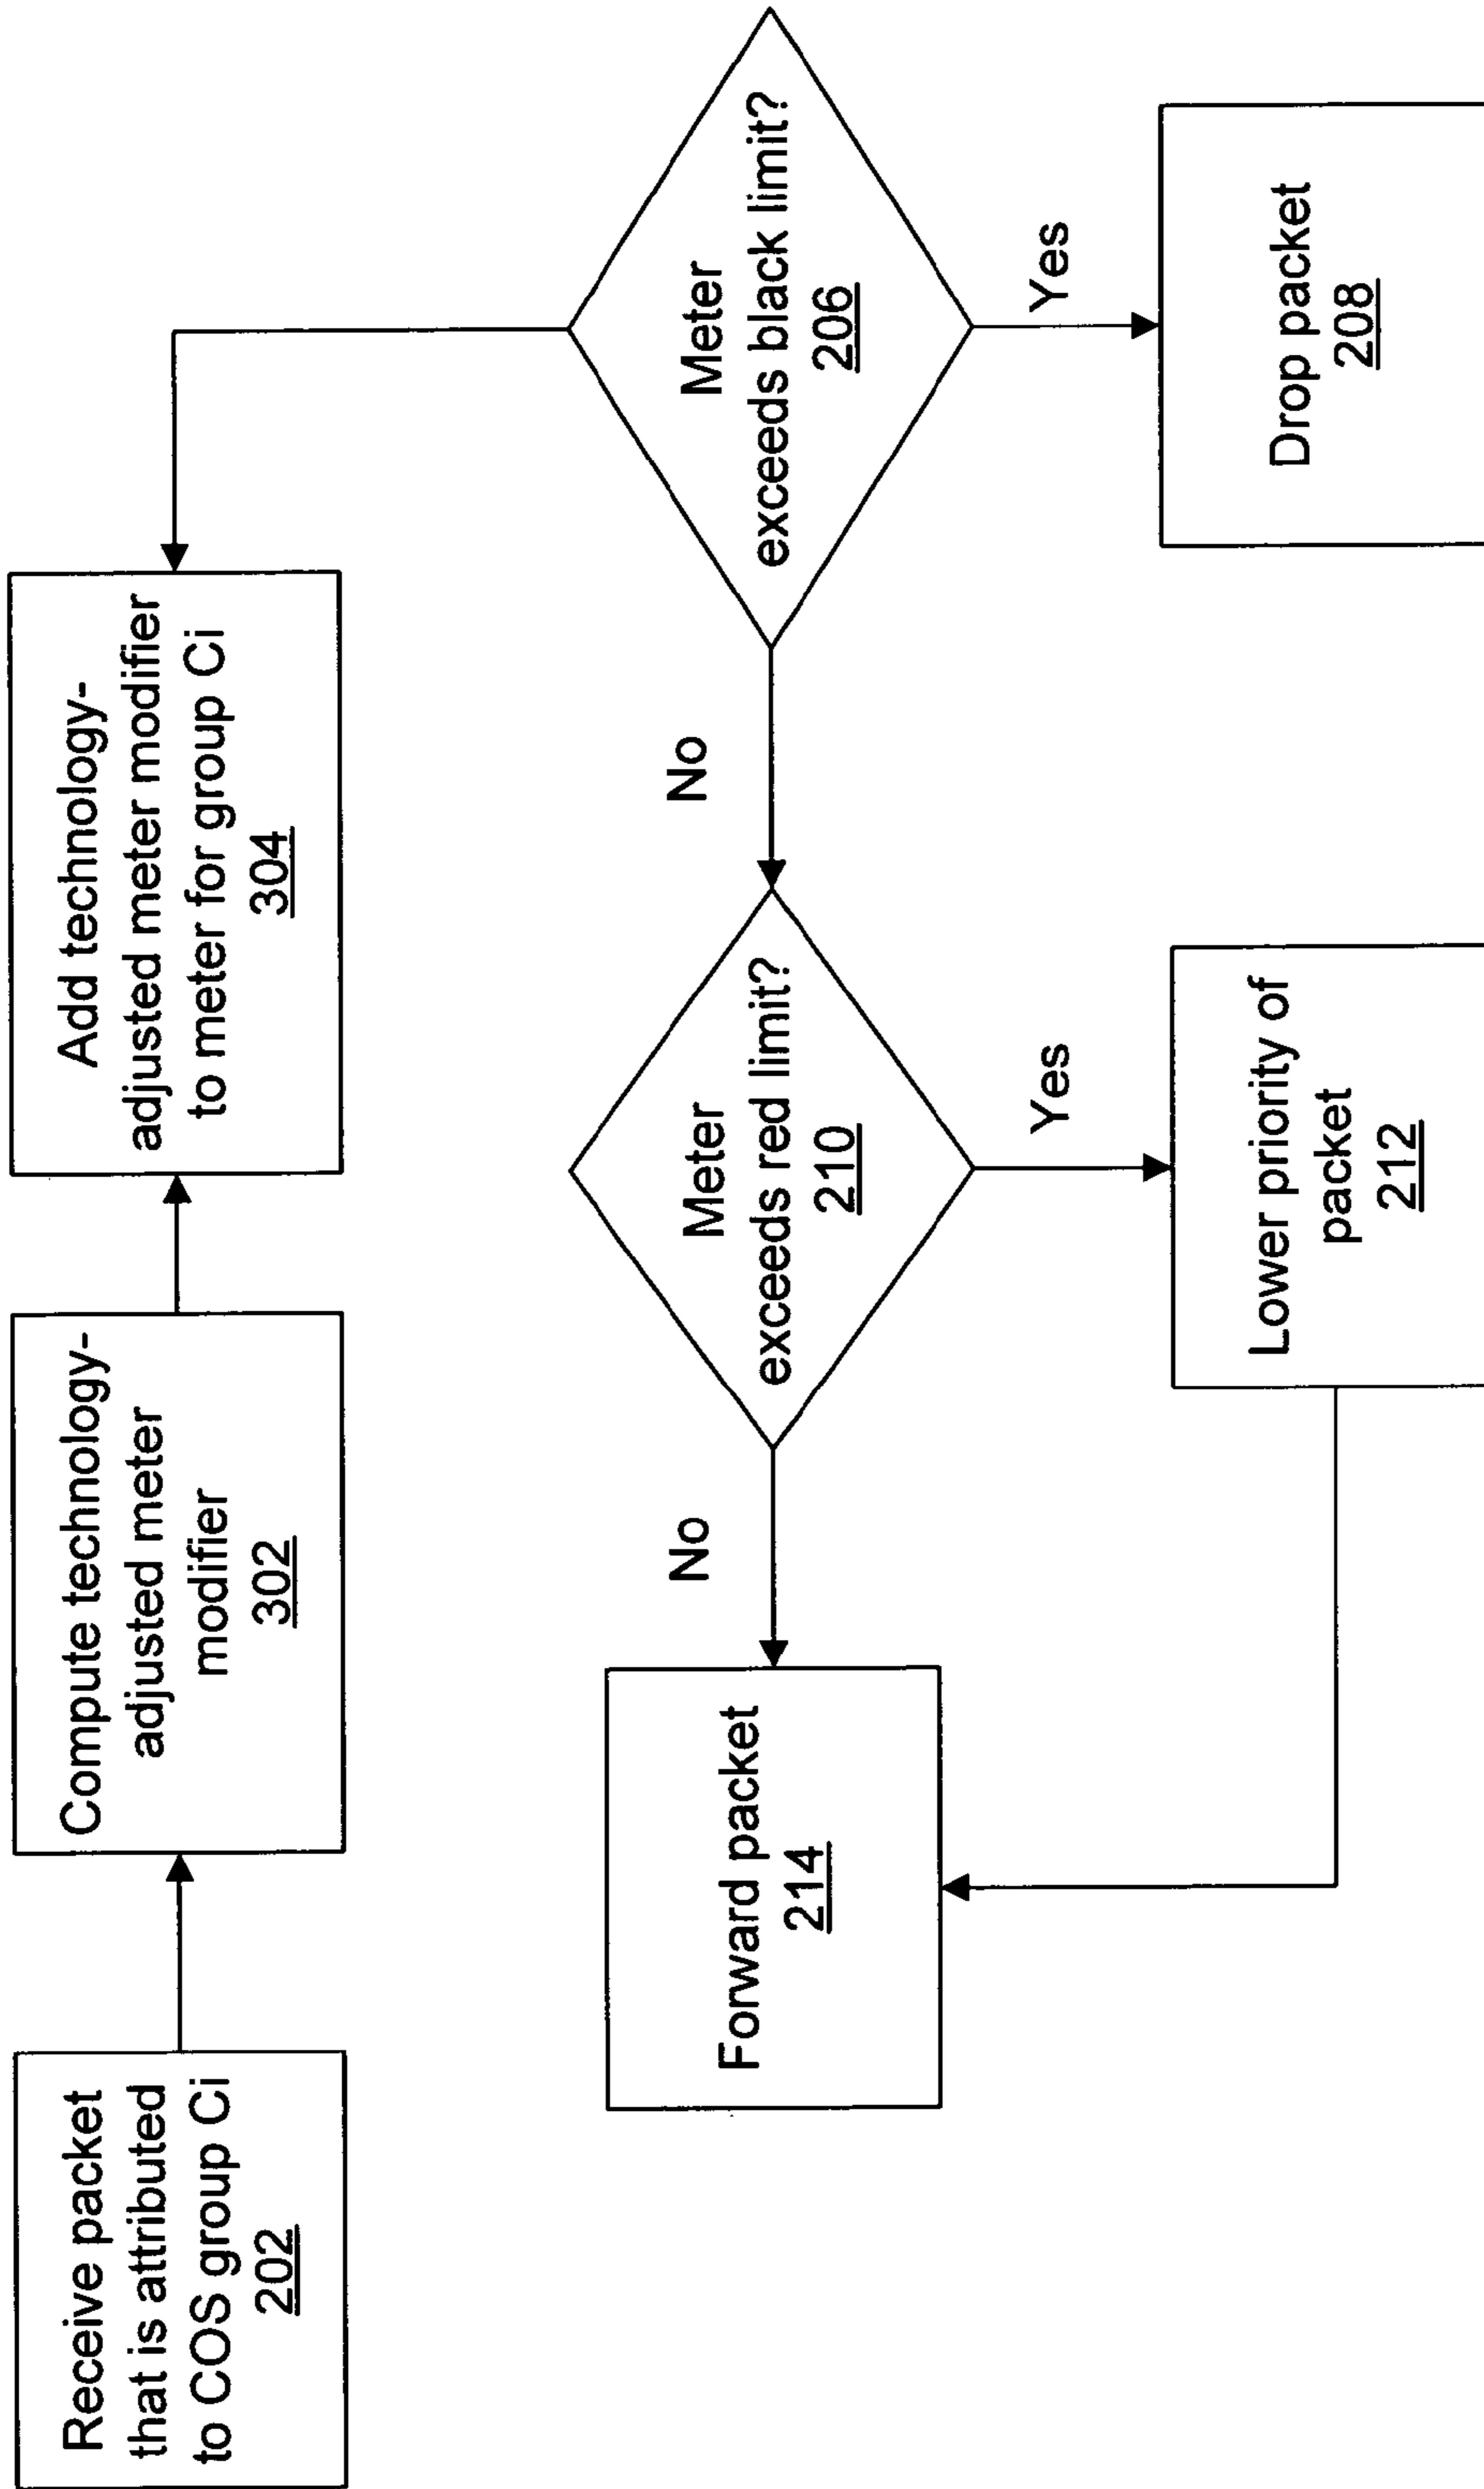 Receive packet
that is attributed
to COS group Ci
202
Compute technology-
adjusted meter
modifier
302
Add technology-
adjusted meter modifier
to meter for group Ci
304
Meter
exceeds black limit?
206
Yes
Drop packet
208
No
Meter
exceeds red limit?
210
Yes
Lower priority of
packet
212
No
Forward packet
214